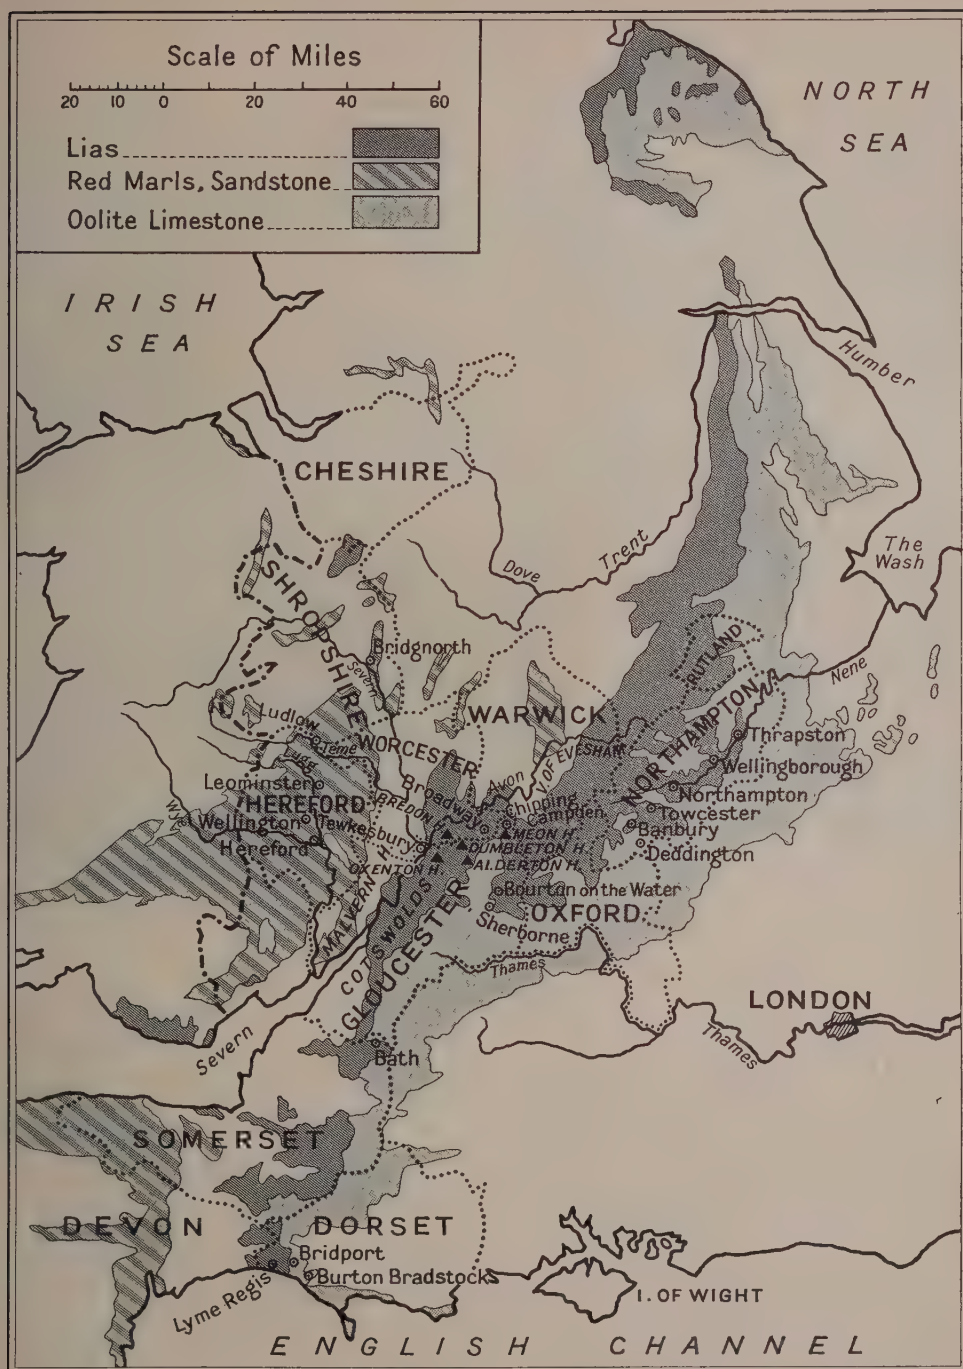 Scale of Miles
20 10 0 20 40 60
Lias
Red Marls, Sandstone
Oolite Limestone
NORTH
SEA
IRISH
SEA
Humber
CHESHIRE
Trent
Dove
The
Wash
SHROPSHIRE
Bridgnorth
Severn
RUTLAND
Nene
WARWICK
NORTHAMPTON
Thrapston
Ludlow
Teme
WORCESTER
V. OF EVESHAM
Wellingborough
Lugg
Avon
Leominster
Broadway
Chipping
Campden
Northampton
HEREFORD
BREDON
Towcester
Wellington
Tewkesbury
MEON H.
Banbury
Wye
Hereford
DUMBLETON H.
Deddington
OXENTON H.
ALDERTON H.
MALVERN H.
Bourton on the Water
COTSWOLDS
GLOUCESTER
Sherborne
OXFORD
Thames
LONDON
Severn
Thames
Bath
SOMERSET
DEVON
DORSET
Bridport
Burton Bradstocks
Lyme Regis
I. OF WIGHT
ENGLISH CHANNEL